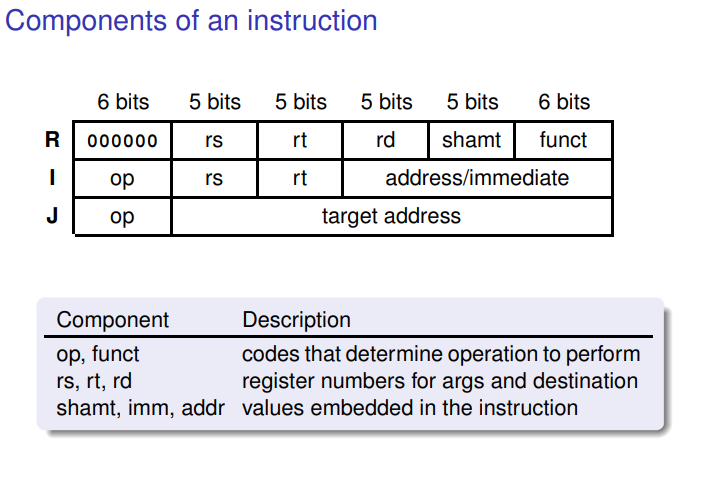 Components of an instruction
6 bits 5 bits 5 bits 5 bits 5 bits 6 bits
R 000000 rs rt rd shamt funct
I op rs rt address/immediate
J op target address
Component Description
op, funct codes that determine operation to perform
rs, rt, rd register numbers for args and destination
shamt, imm, addr values embedded in the instruction